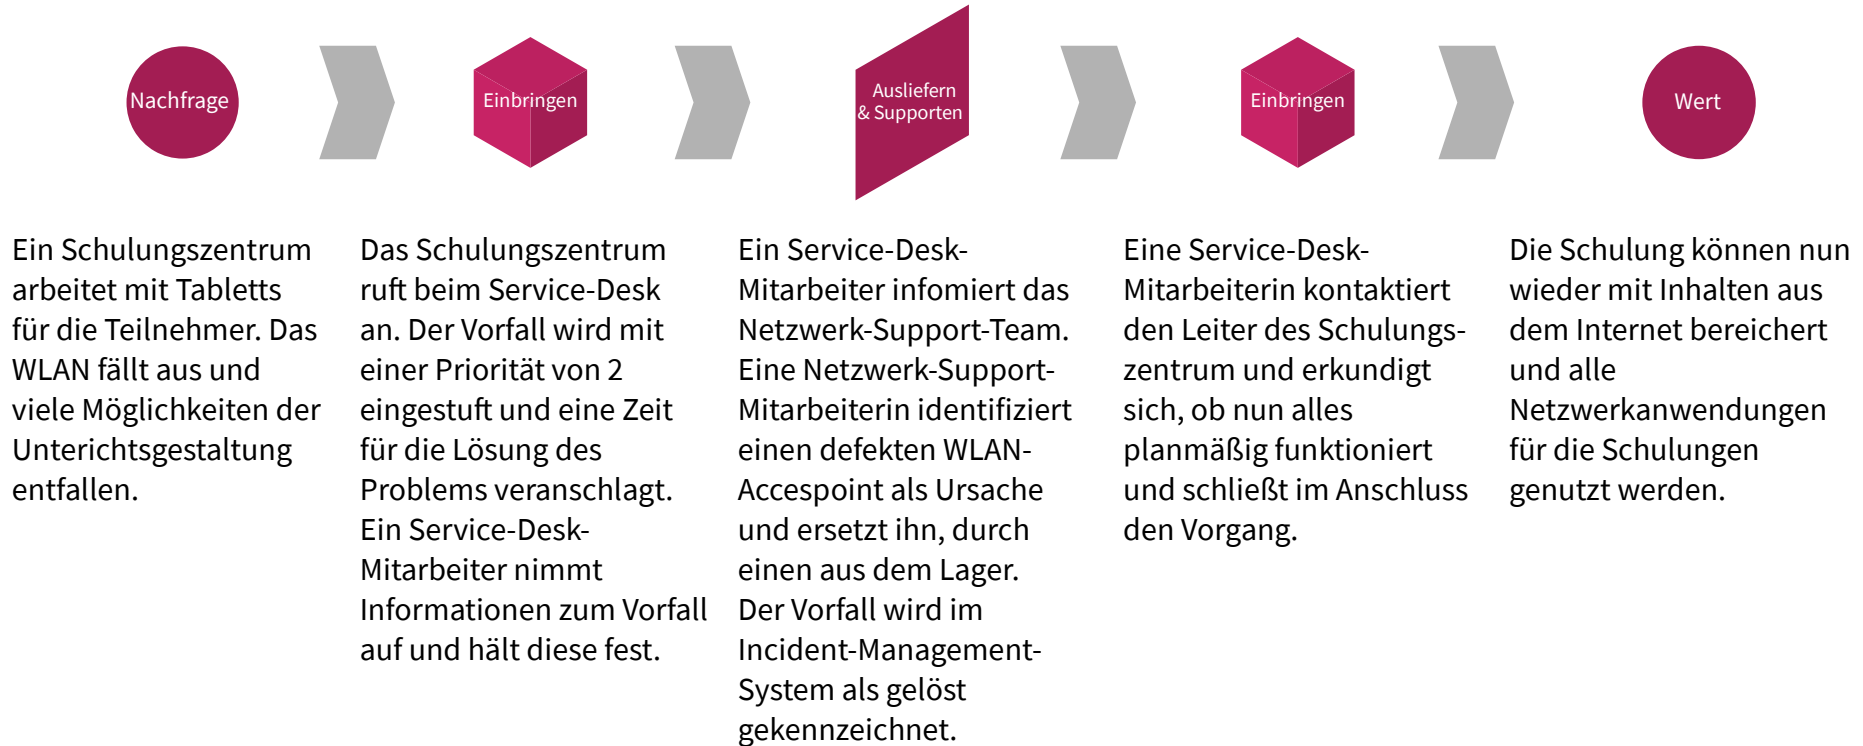 Nachfrage
Einbringen
Ausliefern
& Supporten
Einbringen
Wert
Ein Schulungszentrum
arbeitet mit Tabletts
für die Teilnehmer. Das
WLAN fällt aus und
viele Möglichkeiten der
Unterichtsgestaltung
entfallen.
Das Schulungszentrum
ruft beim Service-Desk
an. Der Vorfall wird mit
einer Priorität von 2
eingestuft und eine Zeit
für die Lösung des
Problems veranschlagt.
Ein Service-Desk-
Mitarbeiter nimmt
Informationen zum Vorfall
auf und hält diese fest.
Ein Service-Desk-
Mitarbeiter infomiert das
Netzwerk-Support-Team.
Eine Netzwerk-Support-
Mitarbeiterin identifiziert
einen defekten WLAN-
Accespoint als Ursache
und ersetzt ihn, durch
einen aus dem Lager.
Der Vorfall wird im
Incident-Management-
System als gelöst
gekennzeichnet.
Eine Service-Desk-
Mitarbeiterin kontaktiert
den Leiter des Schulungs-
zentrum und erkundigt
sich, ob nun alles
planmäßig funktioniert
und schließt im Anschluss
den Vorgang.
Die Schulung können nun
wieder mit Inhalten aus
dem Internet bereichert
und alle
Netzwerkanwendungen
für die Schulungen
genutzt werden.